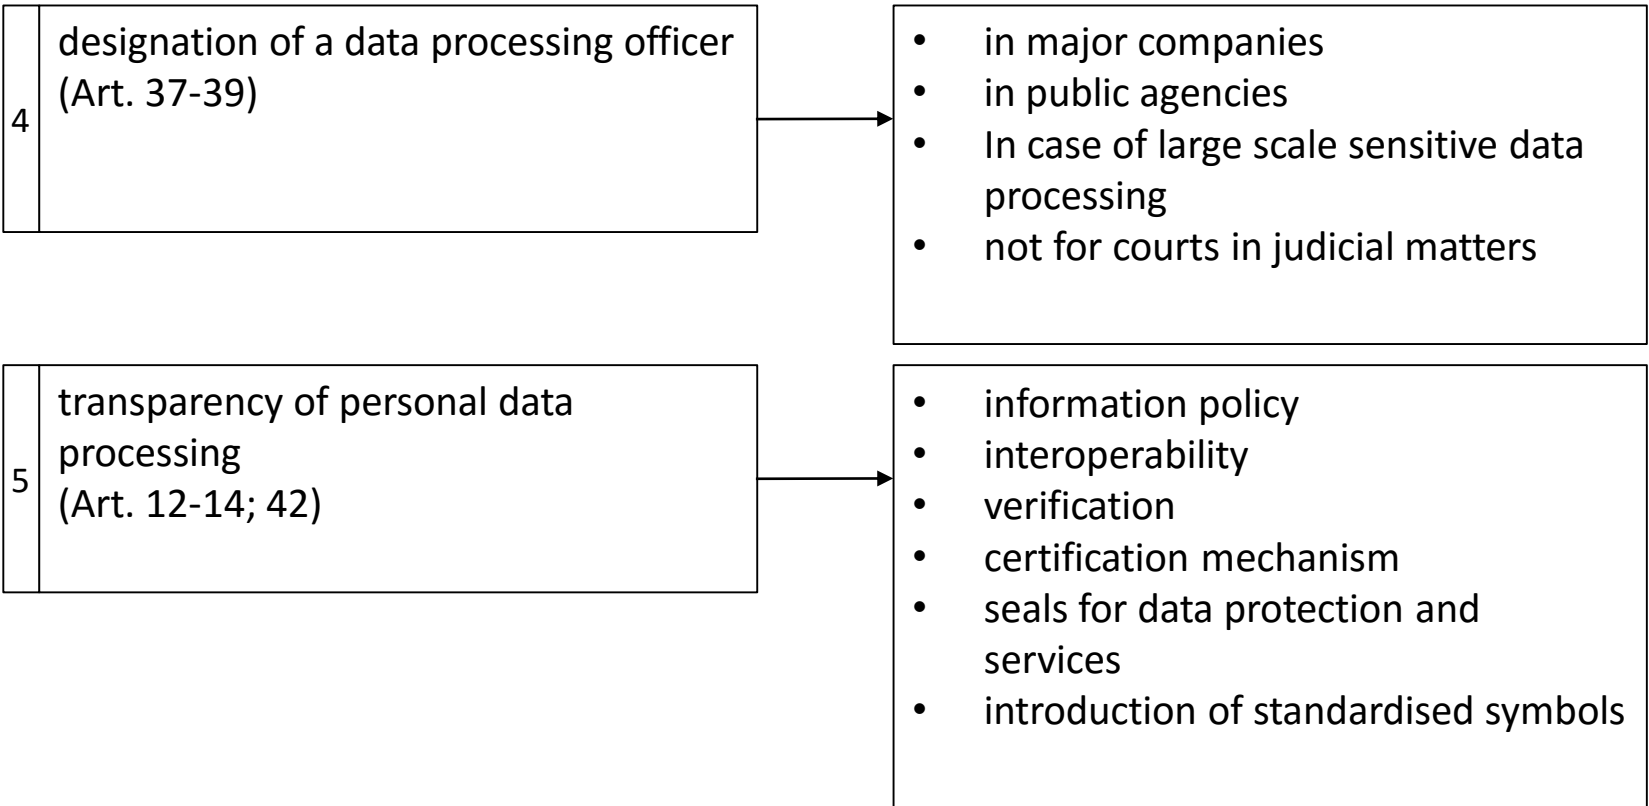 4
designation of a data processing officer
(Art. 37-39)
• in major companies
• in public agencies
• In case of large scale sensitive data
processing
• not for courts in judicial matters
5
transparency of personal data
processing
(Art. 12-14; 42)
• information policy
• interoperability
• verification
• certification mechanism
• seals for data protection and
services
• introduction of standardised symbols